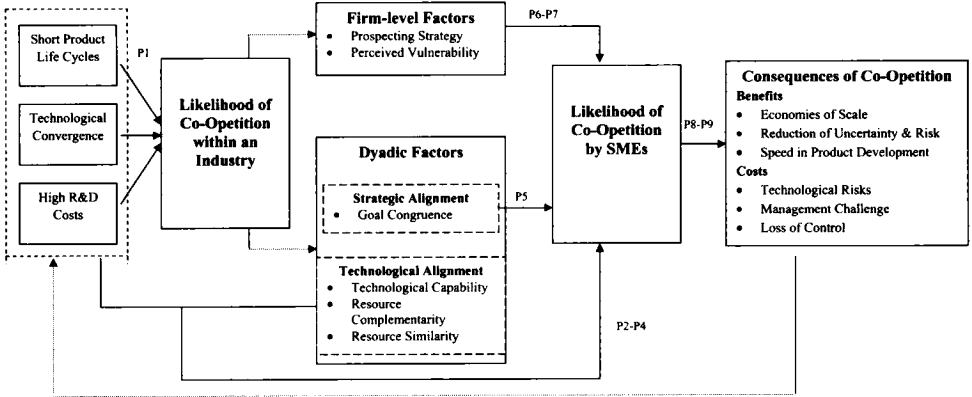 Short Product
Life Cycles
Technological
Convergence
High R&D
Costs
P1
Likelihood of
Co-Opetition
within an
Industry
Firm-level Factors
• Prospecting Strategy
• Perceived Vulnerability
P6-P7
Dyadic Factors
Strategic Alignment
• Goal Congruence
P5
Technological Alignment
• Technological Capability
• Resource
Complementarity
• Resource Similarity
P2-P4
Likelihood of
Co-Opetition
by SMEs
P8-P9
Consequences of Co-Opetition
Benefits
• Economies of Scale
• Reduction of Uncertainty & Risk
• Speed in Product Development
Costs
• Technological Risks
• Management Challenge
• Loss of Control